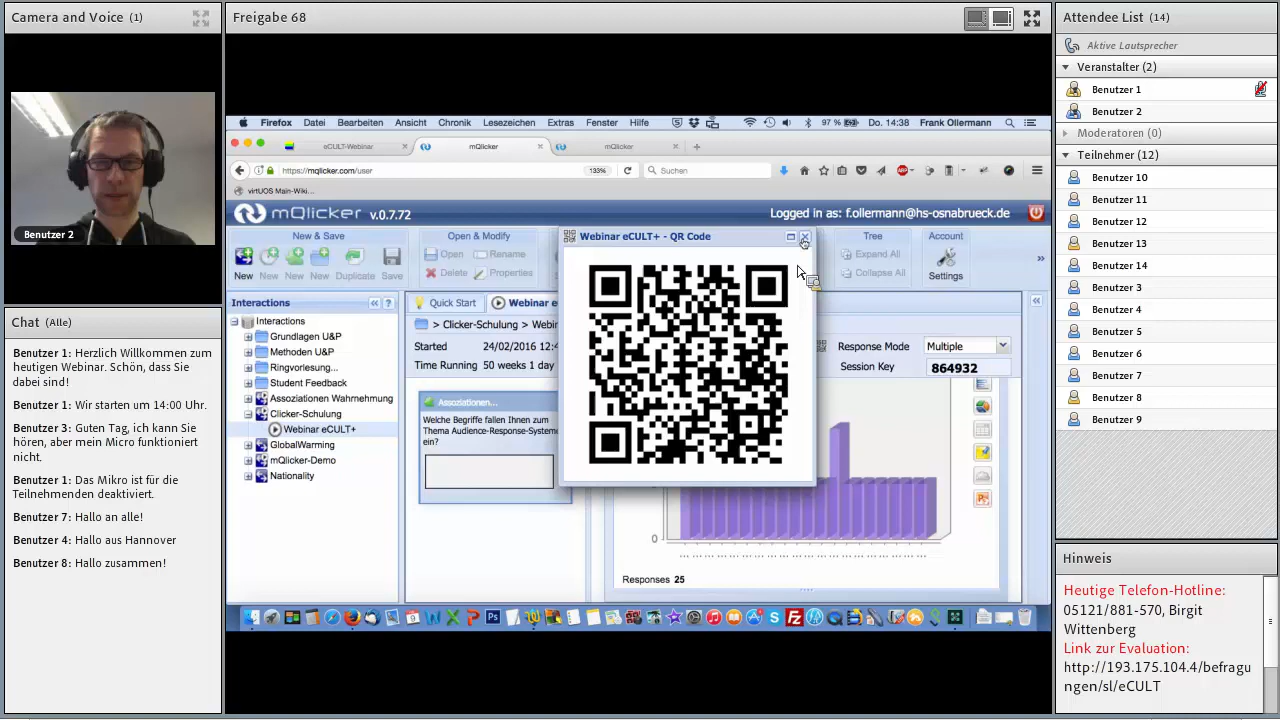 Camera and Voice (1)
Benutzer 2
Chat (Alle)
Benutzer 1: Herzlich Willkommen zum
heutigen Webinar. Schön, dass Sie
dabei sind!
Benutzer 1: Wir starten um 14:00 Uhr.
Benutzer 3: Guten Tag, ich kann Sie
hören, aber mein Micro funktioniert
nicht.
Benutzer 1: Das Mikro ist für die
Teilnehmenden deaktiviert.
Benutzer 7: Hallo an alle!
Benutzer 4: Hallo aus Hannover
Benutzer 8: Hallo zusammen!
Freigabe 68
Firefox Datei Bearbeiten Ansicht Chronik Lesezeichen Extras Fenster Hilfe 97 % Do. 14:38 Frank Ollermann
eCULT-Webinar mQlicker mQlicker
https://mqlicker.com/user 133% Suchen
virtUOS Main-Wiki...
mQlicker v.0.7.72 Logged in as: f.ollermann@hs-osnabrueck.de
New & Save Open & Modify Tree Account
Open Rename Expand All
Delete Properties Collapse All
New New New New Duplicate Save Settings
Interactions
Quick Start Webinar e
Interactions
Grundlagen U&P
Methoden U&P
Ringvorlesung...
Student Feedback
Assoziationen Wahrnehmung
Clicker-Schulung
Webinar eCULT+
GlobalWarming
mQlicker-Demo
Nationality
> Clicker-Schulung > Webin
Started 24/02/2016 12:4
Time Running 50 weeks 1 day
Response Mode Multiple
Session Key 864932
Assoziationen...
Welche Begriffe fallen Ihnen zum
Thema Audience-Response-Systeme
ein?
Webinar eCULT+ - QR Code
0
Responses 25
Attendee List (14)
Aktive Lautsprecher
Veranstalter (2)
Benutzer 1
Benutzer 2
Moderatoren (0)
Teilnehmer (12)
Benutzer 10
Benutzer 11
Benutzer 12
Benutzer 13
Benutzer 14
Benutzer 3
Benutzer 4
Benutzer 5
Benutzer 6
Benutzer 7
Benutzer 8
Benutzer 9
Hinweis
Heutige Telefon-Hotline:
05121/881-570, Birgit
Wittenberg
Link zur Evaluation:
http://193.175.104.4/befragu
ngen/sl/eCULT